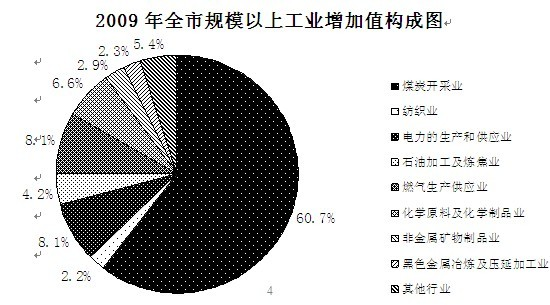 2009 年全市规模以上工业增加值构成图
5.4%
2.3%
2.9%
6.6%
8.1%
4.2%
8.1%
2.2%
60.7%
煤炭开采业
纺织业
电力的生产和供应业
石油加工及炼焦业
燃气生产供应业
化学原料及化学制品业
非金属矿物制品业
黑色金属冶炼及压延加工业
其他行业
4